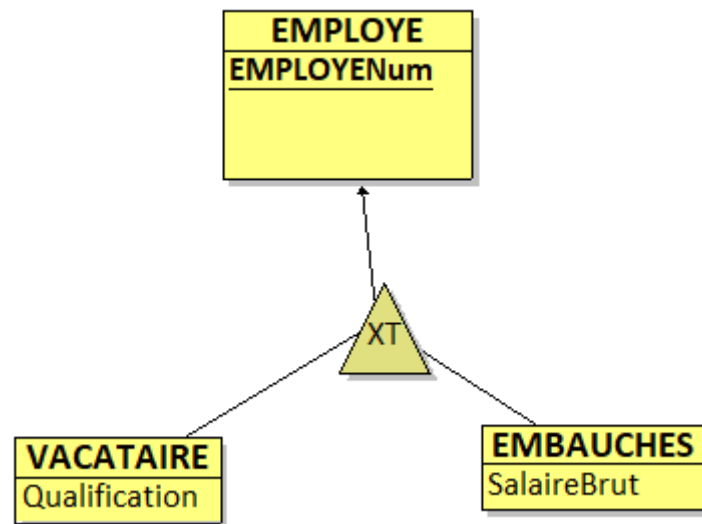 EMPLOYE
EMPLOYENum
XT
VACATAIRE
Qualification
EMBAUCHES
SalaireBrut